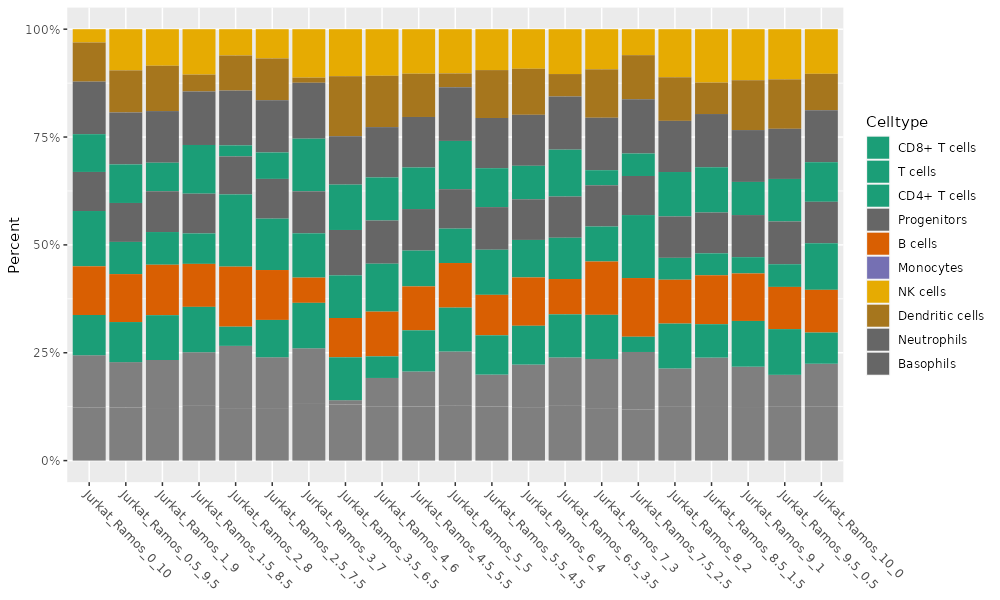 100%
75%
50%
25%
0%
Percent
Jurkat_Ramos_0_10
Jurkat_Ramos_0.5_9.5
Jurkat_Ramos_1_9
Jurkat_Ramos_1.5_8.5
Jurkat_Ramos_2_8
Jurkat_Ramos_2.5_7.5
Jurkat_Ramos_3_7
Jurkat_Ramos_3.5_6.5
Jurkat_Ramos_4_6
Jurkat_Ramos_4.5_5.5
Jurkat_Ramos_5_5
Jurkat_Ramos_5.5_4.5
Jurkat_Ramos_6_4
Jurkat_Ramos_6.5_3.5
Jurkat_Ramos_7_3
Jurkat_Ramos_7.5_2.5
Jurkat_Ramos_8_2
Jurkat_Ramos_8.5_1.5
Jurkat_Ramos_9_1
Jurkat_Ramos_9.5_0.5
Jurkat_Ramos_10_0
Celltype
CD8+ T cells
T cells
CD4+ T cells
Progenitors
B cells
Monocytes
NK cells
Dendritic cells
Neutrophils
Basophils